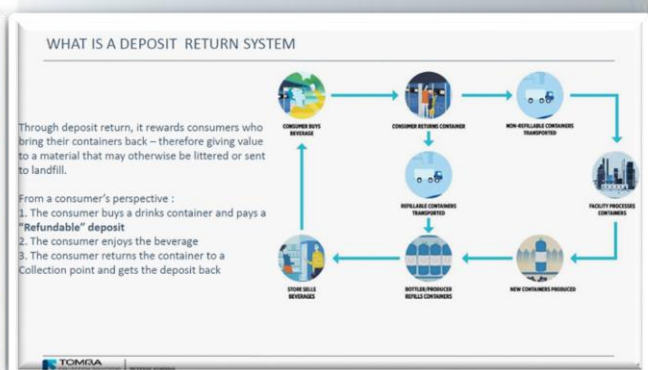 WHAT IS A DEPOSIT RETURN SYSTEM
Through deposit return, it rewards consumers who
bring their containers back – therefore giving value
to a material that may otherwise be littered or sent
to landfill.
From a consumer's perspective :
1. The consumer buys a drinks container and pays a
"Refundable" deposit
2. The consumer enjoys the beverage
3. The consumer returns the container to a
Collection point and gets the deposit back
CONSUMER BUYS
BEVERAGE
CONSUMER RETURNS CONTAINER
NON-REFILLABLE CONTAINERS
TRANSPORTED
REFILLABLE CONTAINERS
TRANSPORTED
FACILITY PROCESSES
CONTAINERS
STORE SELLS
BEVERAGES
BOTTLER/PRODUCER
REFILLS CONTAINERS
NEW CONTAINERS PRODUCED
TOMRA